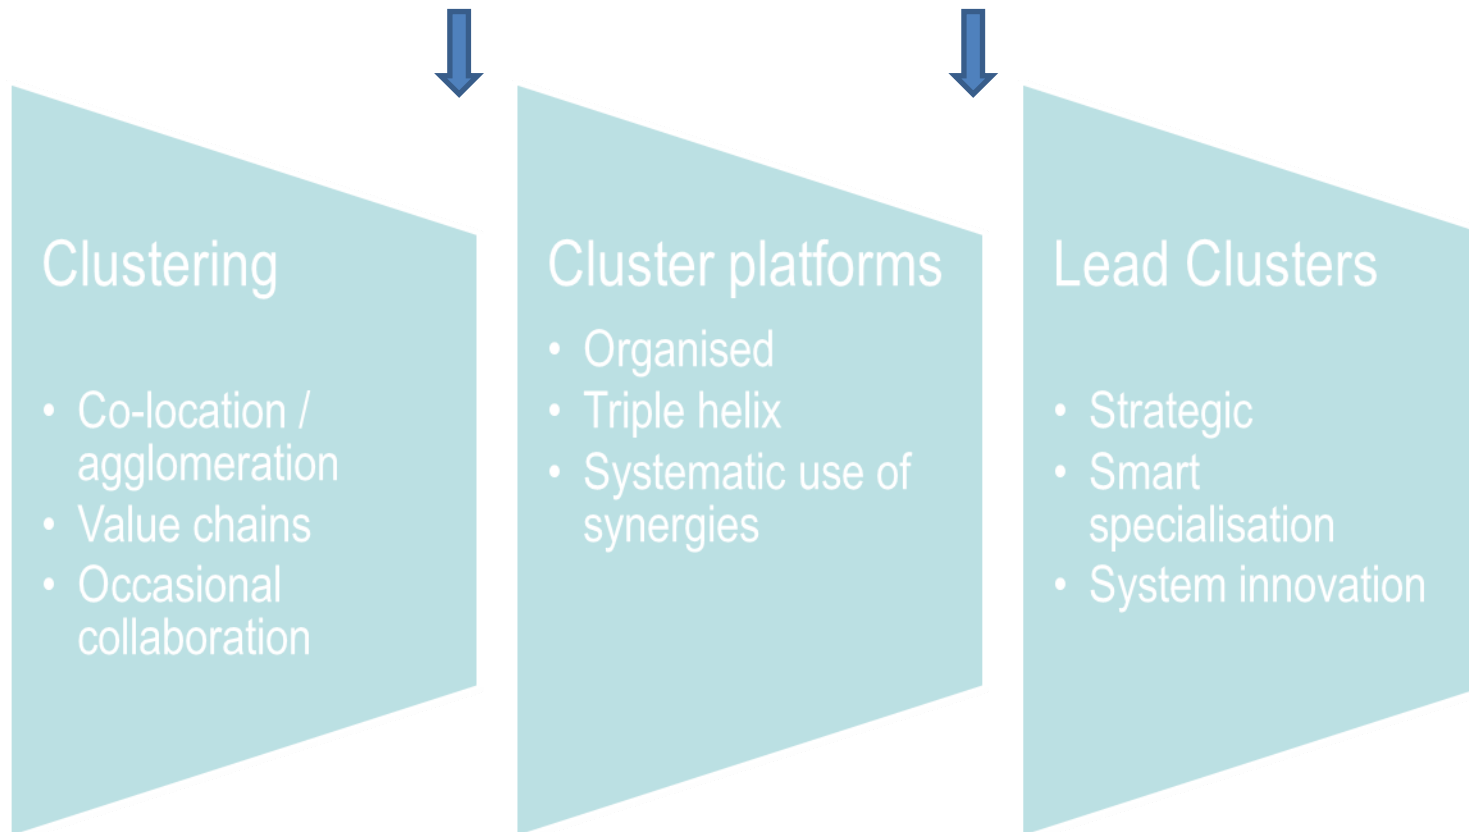 Clustering
• Co-location /
agglomeration
• Value chains
• Occasional
collaboration
Cluster platforms
• Organised
• Triple helix
• Systematic use of
synergies
Lead Clusters
• Strategic
• Smart
specialisation
• System innovation